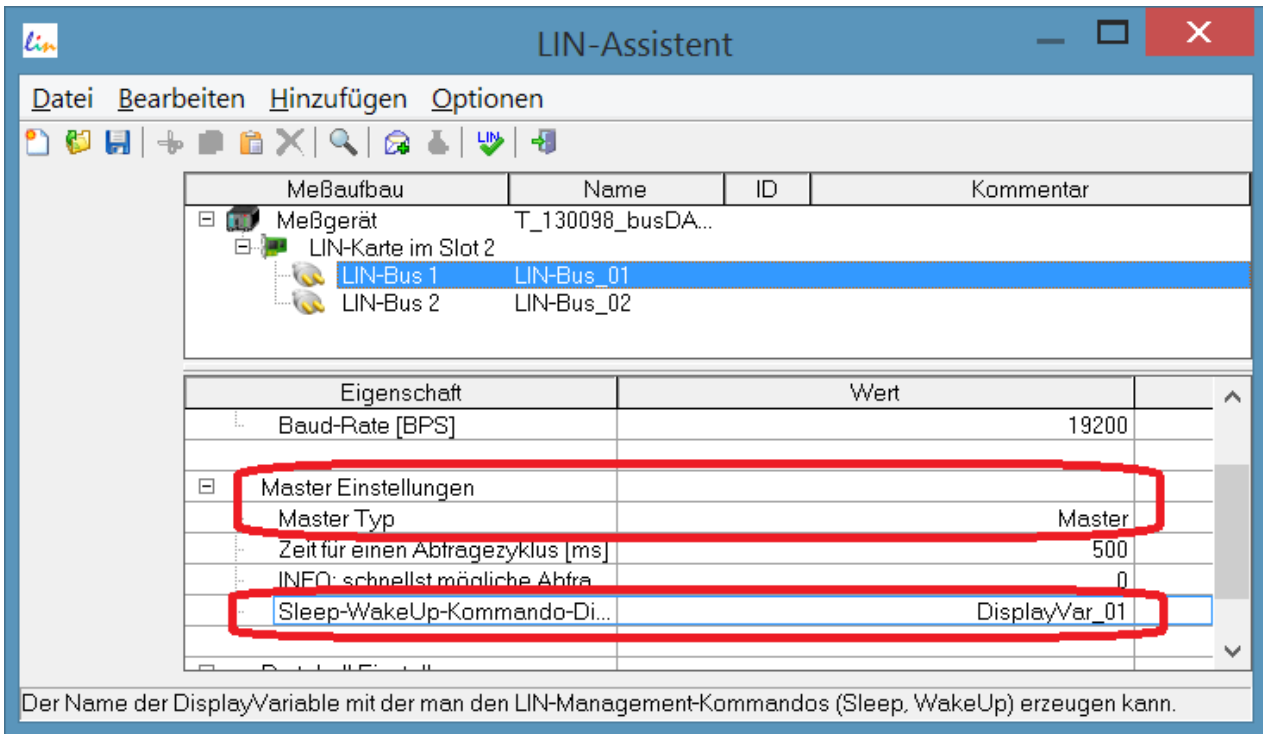 lin LIN-Assistent
Datei Bearbeiten Hinzufügen Optionen
LIN
Meßaufbau Name ID Kommentar
Meßgerät T_130098_busDA...
LIN-Karte im Slot 2
LIN-Bus 1 LIN-Bus_01
LIN-Bus 2 LIN-Bus_02
Eigenschaft Wert
Baud-Rate [BPS] 19200
Master Einstellungen
Master Typ Master
Zeit für einen Abfragezyklus [ms] 500
INFO: schnellst mögliche Abfra... 0
Sleep-WakeUp-Kommando-Di... DisplayVar_01
Der Name der DisplayVariable mit der man den LIN-Management-Kommandos (Sleep, WakeUp) erzeugen kann.